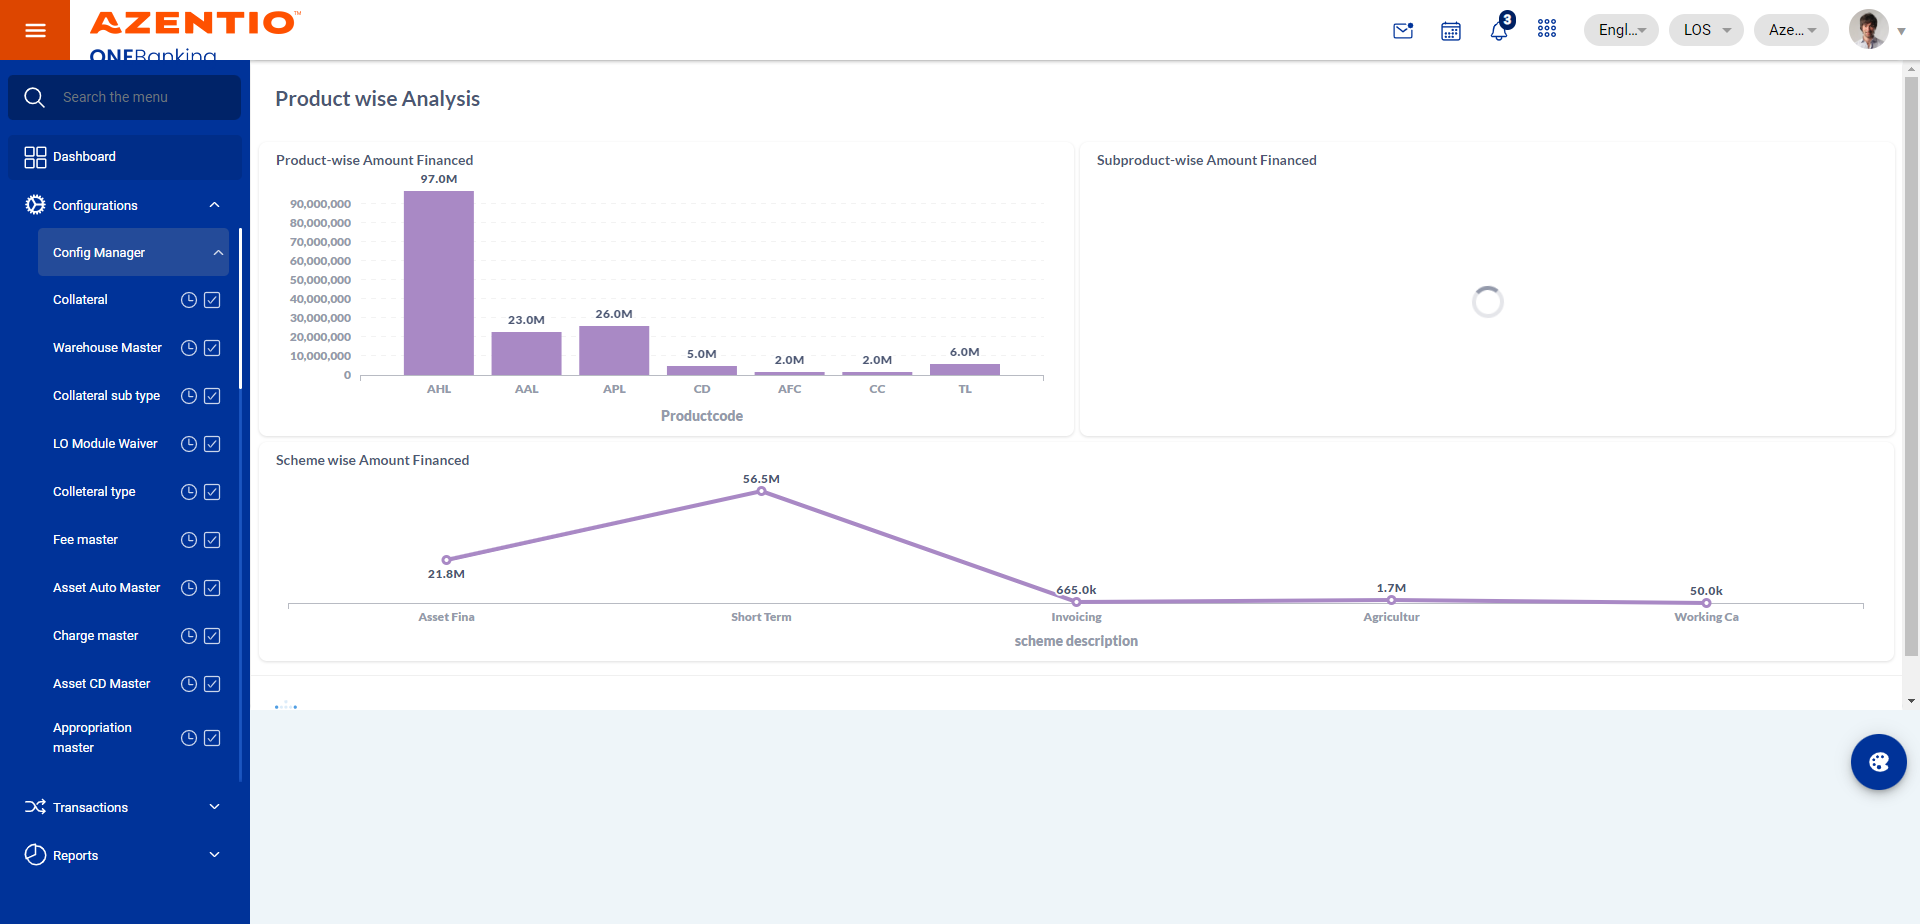 AZENTIO™
ONEBanking
3
Engl...
LOS
Aze...
Search the menu
Dashboard
Configurations
Config Manager
Collateral
Warehouse Master
Collateral sub type
LO Module Waiver
Colleteral type
Fee master
Asset Auto Master
Charge master
Asset CD Master
Appropriation
master
Transactions
Reports
Product wise Analysis
Product-wise Amount Financed
97.0M
90,000,000
80,000,000
70,000,000
60,000,000
50,000,000
40,000,000
30,000,000
20,000,000
10,000,000
0
23.0M
26.0M
5.0M
2.0M
2.0M
6.0M
AHL
AAL
APL
CD
AFC
CC
TL
Productcode
Subproduct-wise Amount Financed
Scheme wise Amount Financed
56.5M
21.8M
665.0k
1.7M
50.0k
Asset Fina
Short Term
Invoicing
Agricultur
Working Ca
scheme description